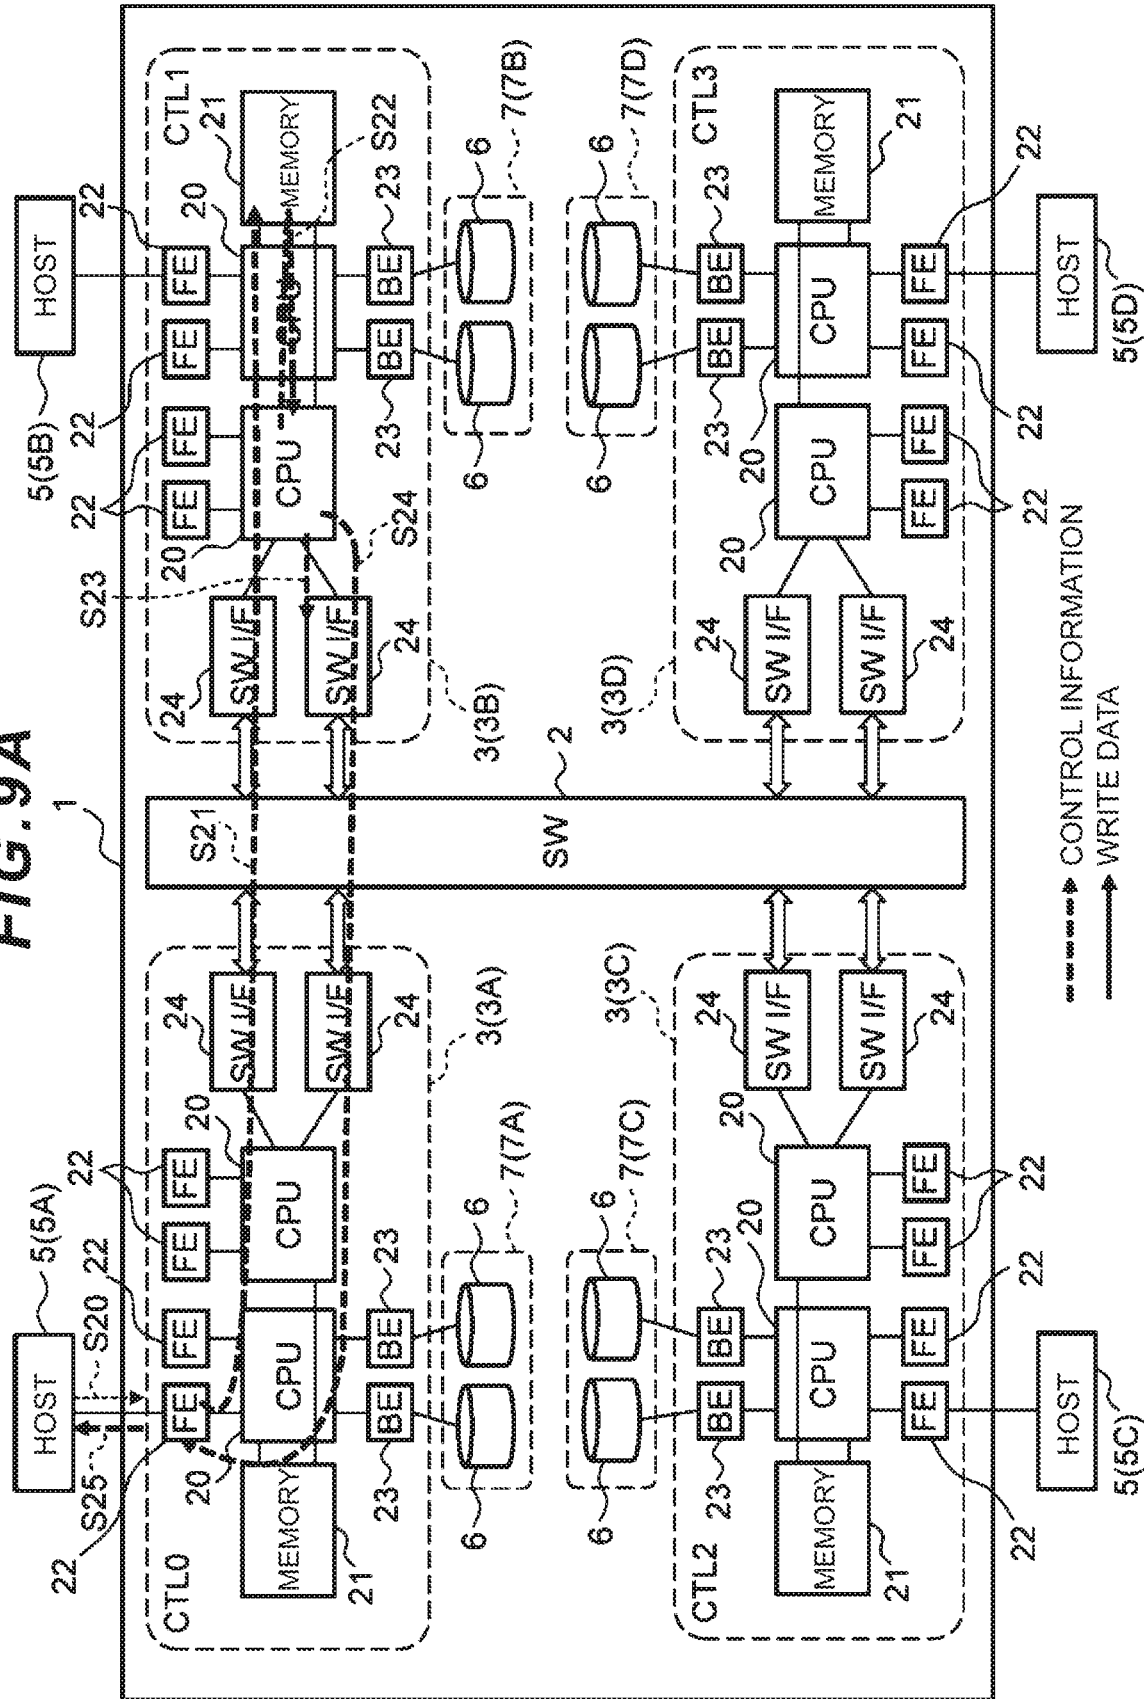 FIG.9A
1
HOST
5(5A)
S25
S20
HOST
5(5B)
22
22
22
22
22
22
CTL0
FE
FE
FE
FE
20
20
MEMORY
CPU
CPU
21
SW I/F
SW I/F
24
24
BE
BE
23
23
3(3A)
6
6
7(7A)
S21
SW
2
S23
S24
S22
CTL1
FE
FE
FE
FE
20
20
SW I/F
SW I/F
24
24
CPU
CPU
MEMORY
21
BE
BE
23
23
3(3B)
6
6
7(7B)
6
6
7(7C)
3(3C)
BE
BE
23
23
20
20
CTL2
MEMORY
CPU
CPU
21
SW I/F
SW I/F
24
24
FE
FE
FE
FE
22
22
22
HOST
5(5C)
6
6
7(7D)
3(3D)
BE
BE
23
23
CTL3
20
20
SW I/F
SW I/F
24
24
CPU
CPU
MEMORY
21
FE
FE
FE
FE
22
22
22
HOST
5(5D)
CONTROL INFORMATION
WRITE DATA